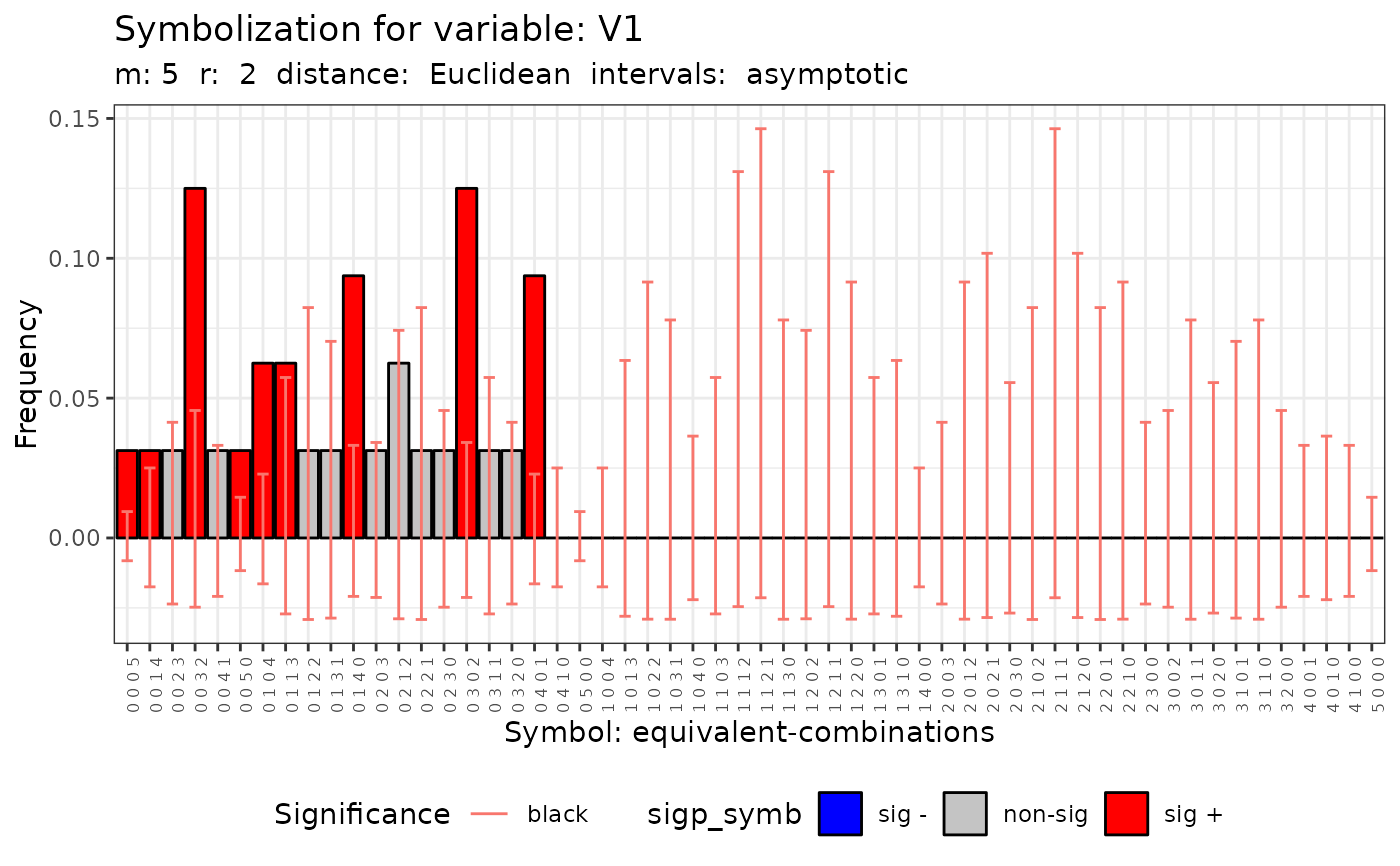 Symbolization for variable: V1
m: 5 r: 2 distance: Euclidean intervals: asymptotic
Frequency
0.15
0.10
0.05
0.00
0 0 0 5
0 0 1 4
0 0 2 3
0 0 3 2
0 0 4 1
0 0 5 0
0 1 0 4
0 1 1 3
0 1 2 2
0 1 3 1
0 1 4 0
0 2 0 3
0 2 1 2
0 2 2 1
0 2 3 0
0 3 0 2
0 3 1 1
0 3 2 0
0 4 0 1
0 4 1 0
0 5 0 0
1 0 0 4
1 0 1 3
1 0 2 2
1 0 3 1
1 0 4 0
1 1 0 3
1 1 1 2
1 1 2 1
1 1 3 0
1 2 0 2
1 2 1 1
1 2 2 0
1 3 0 1
1 3 1 0
1 4 0 0
2 0 0 3
2 0 1 2
2 0 2 1
2 0 3 0
2 1 0 2
2 1 1 1
2 1 2 0
2 2 0 1
2 2 1 0
2 3 0 0
3 0 0 2
3 0 1 1
3 0 2 0
3 1 0 1
3 1 1 0
3 2 0 0
4 0 0 1
4 0 1 0
4 1 0 0
5 0 0 0
Symbol: equivalent-combinations
Significance black sigp_symb sig - non-sig sig +